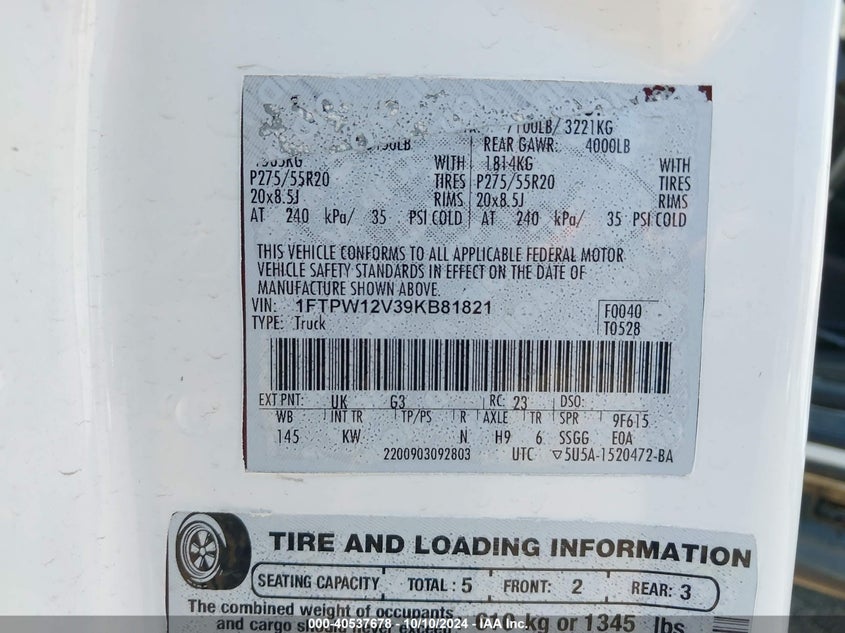 7100LB/ 3221KG
REAR GAWR: 4000LB
WITH 1814KG WITH
P275/55R20 TIRES P275/55R20 TIRES
20x8.5J RIMS 20x8.5J RIMS
AT 240 kPa/ 35 PSI COLD AT 240 kPa/ 35 PSI COLD
THIS VEHICLE CONFORMS TO ALL APPLICABLE FEDERAL MOTOR
VEHICLE SAFETY STANDARDS IN EFFECT ON THE DATE OF
MANUFACTURE SHOWN ABOVE.
VIN: 1FTPW12V39KB81821 F0040
TYPE: Truck T0528
EXT PNT: UK G3 RC: 23 DSO:
WB INT TR TP/PS R AXLE TR SPR 9F615
145 KW N H9 6 SSGG E0A
2200903092803 UTC ▽5U5A-1520472-BA
TIRE AND LOADING INFORMATION
SEATING CAPACITY TOTAL : 5 FRONT: 2 REAR: 3
The combined weight of occupants
and cargo should never exceed 610 kg or 1345 lbs
000-40537678 - 10/10/2024 - IAA Inc.